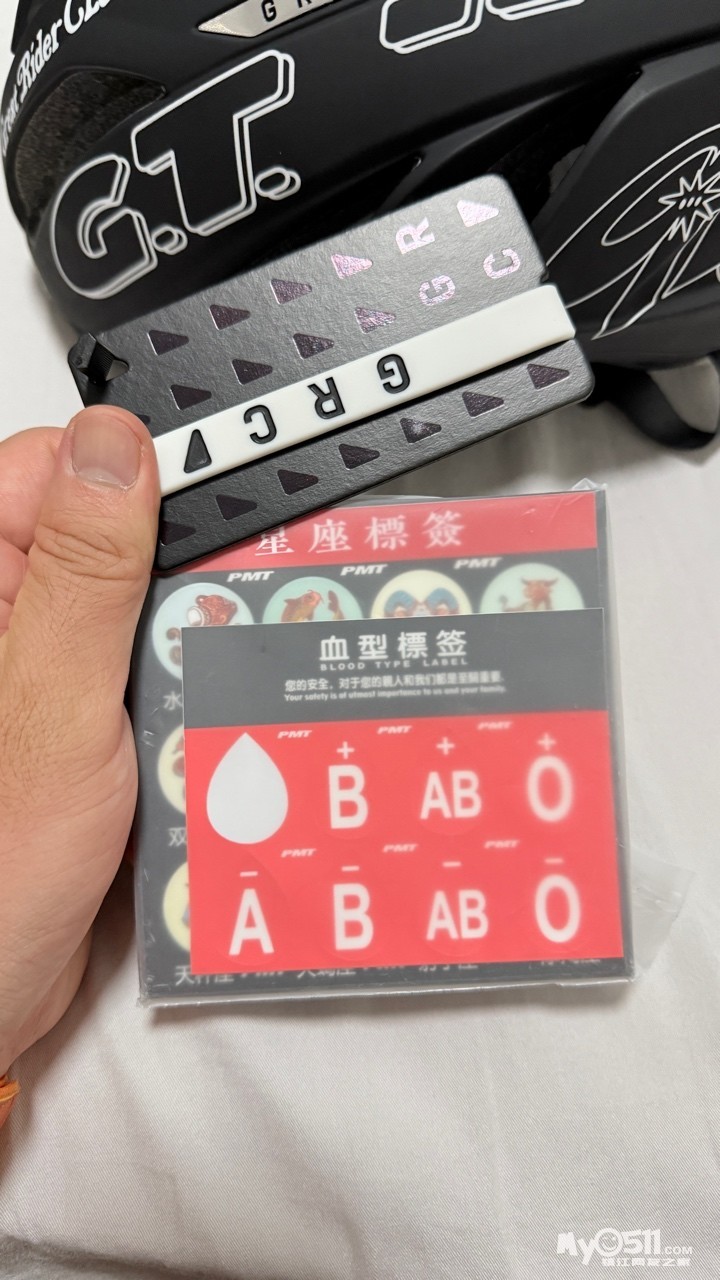 Great Rider CL
G R
G.T.
R
G C
G R C
星座標簽
PMT PMT PMT
血型標签
BLOOD TYPE LABEL
您的安全，对于您的親人和我们都是至關重要.
Your safety is of utmost importance to us and your family.
PMT PMT PMT
+ + +
B AB O
PMT PMT PMT
− − − −
A B AB O
水
双
天秤座
My0511.COM
镇江网友之家